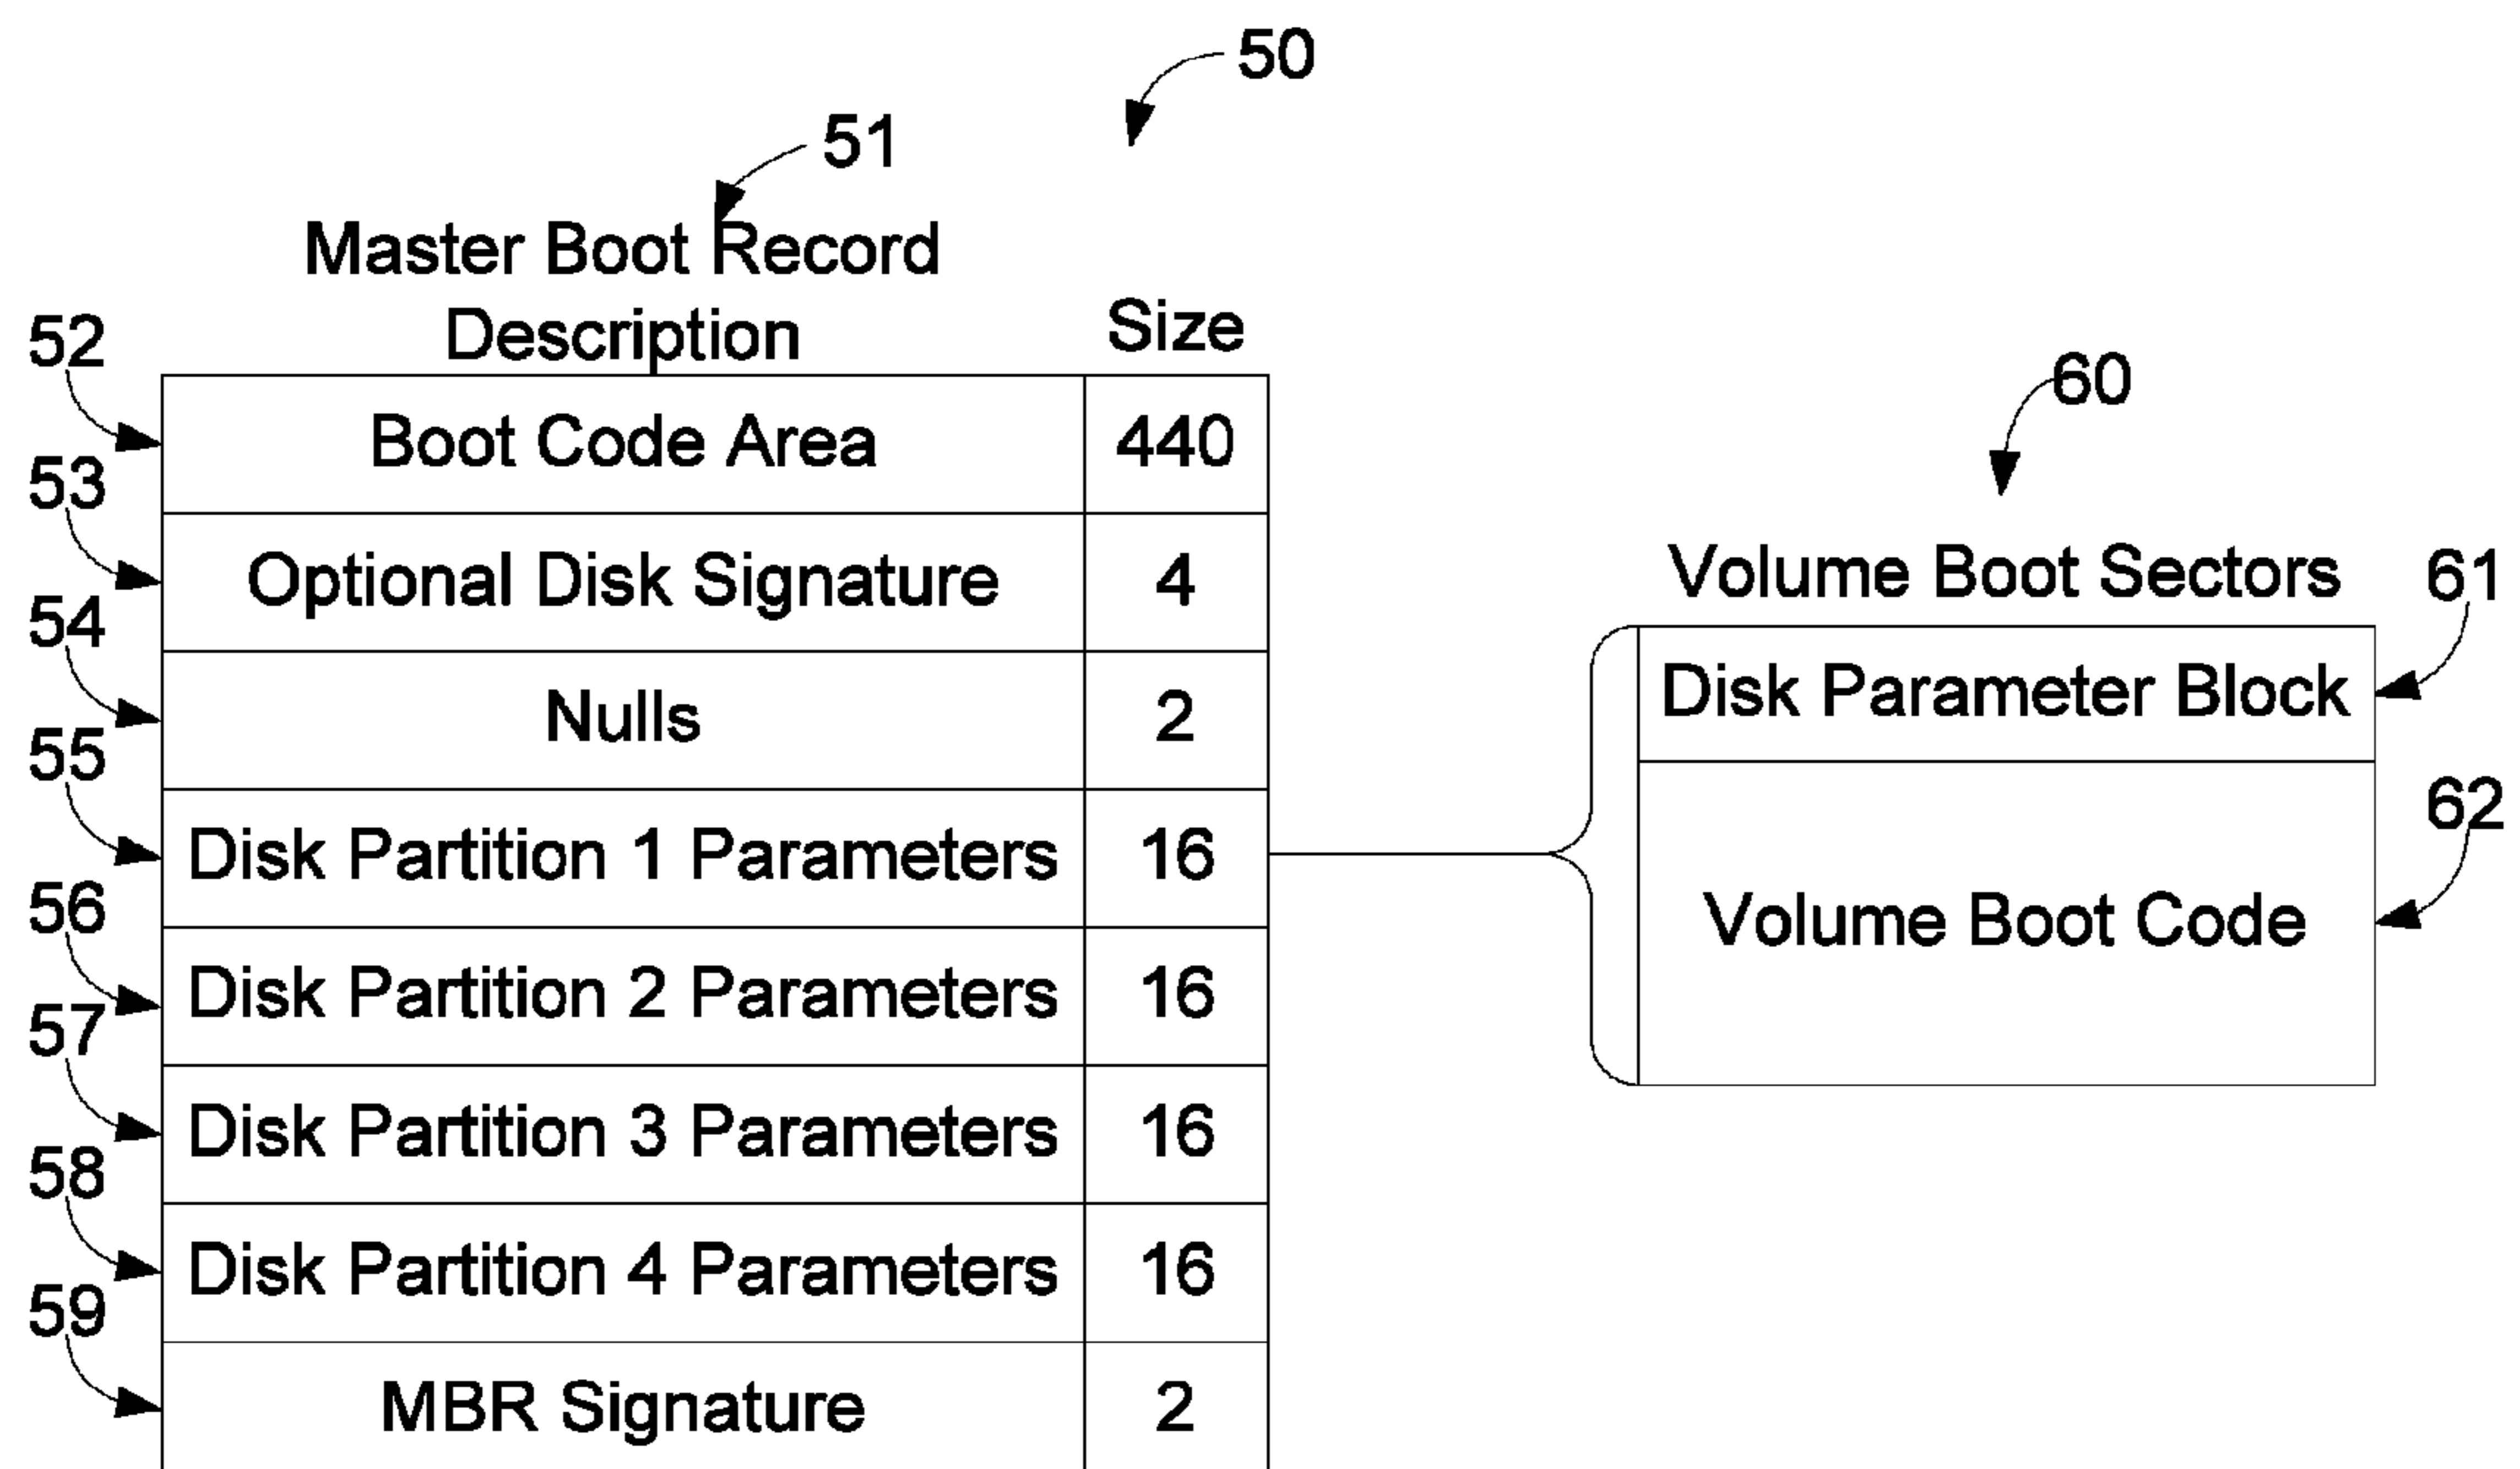 50
51
Master Boot Record
Description
Size
52
Boot Code Area 440
53
Optional Disk Signature 4
54
Nulls 2
55
Disk Partition 1 Parameters 16
56
Disk Partition 2 Parameters 16
57
Disk Partition 3 Parameters 16
58
Disk Partition 4 Parameters 16
59
MBR Signature 2
60
Volume Boot Sectors
61
Disk Parameter Block
62
Volume Boot Code